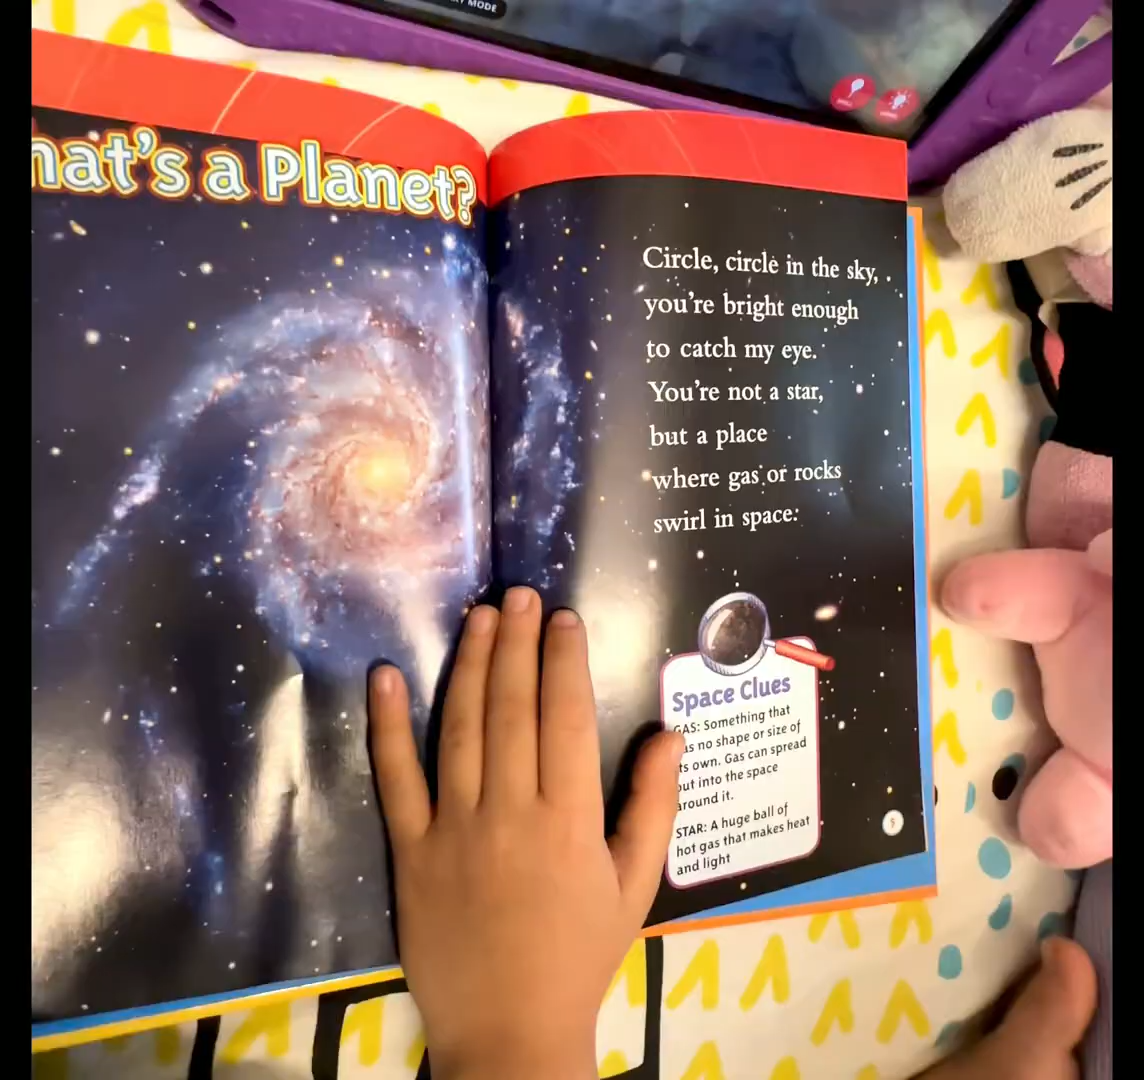 MODE
hat's a Planet?
Circle, circle in the sky,
you're bright enough
to catch my eye.
You're not a star,
but a place
where gas or rocks
swirl in space:
Space Clues
GAS: Something that
as no shape or size of
ts own. Gas can spread
out into the space
around it.
STAR: A huge ball of
hot gas that makes heat
and light
5